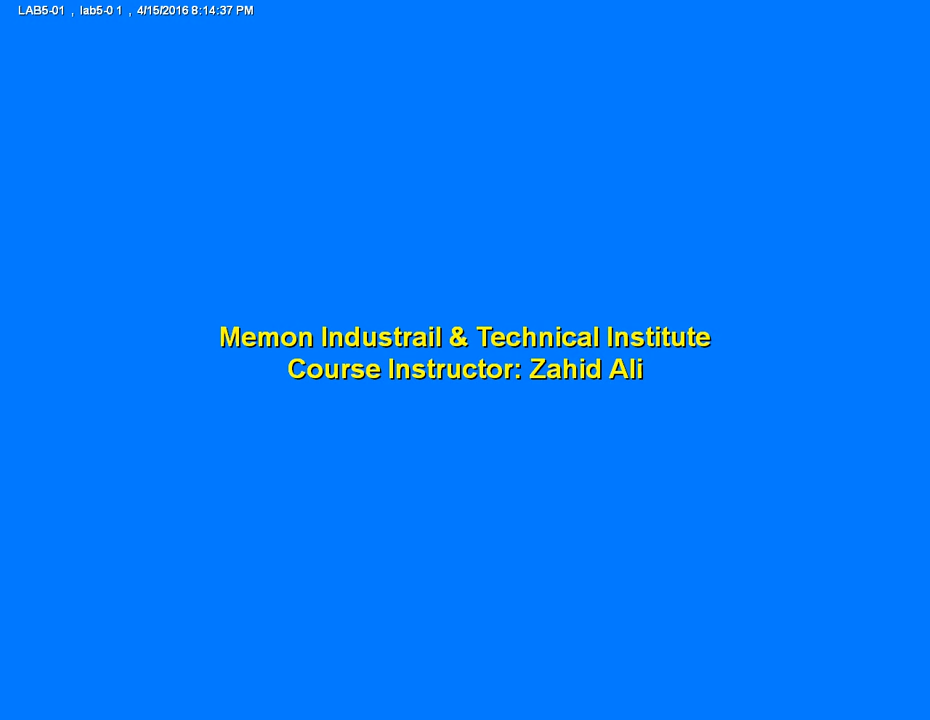 LAB5-01 , lab5-0 1 , 4/15/2016 8:14:37 PM
Memon Industrail & Technical Institute
Course Instructor: Zahid Ali